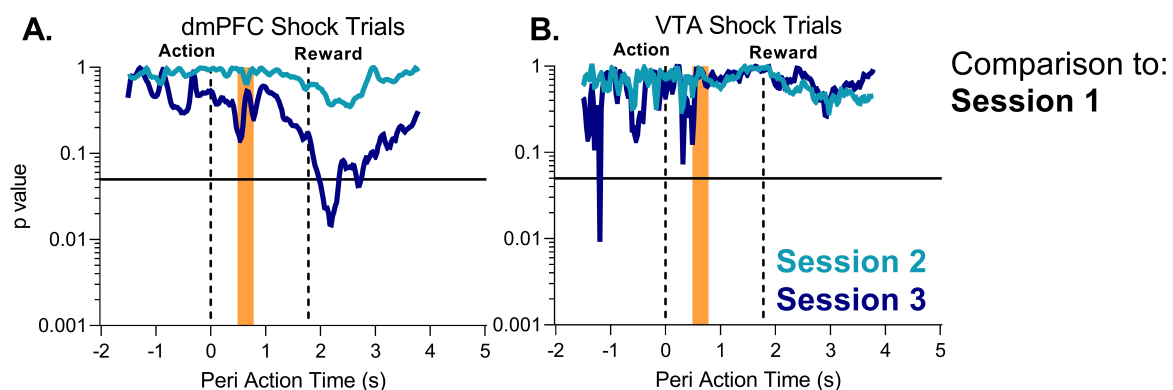 A.
dmPFC Shock Trials
Action
Reward
p value
1
0.1
0.01
0.001
-2 -1 0 1 2 3 4 5
Peri Action Time (s)
B.
VTA Shock Trials
Action
Reward
1
0.1
0.01
0.001
-2 -1 0 1 2 3 4 5
Peri Action Time (s)
Session 2
Session 3
Comparison to:
Session 1